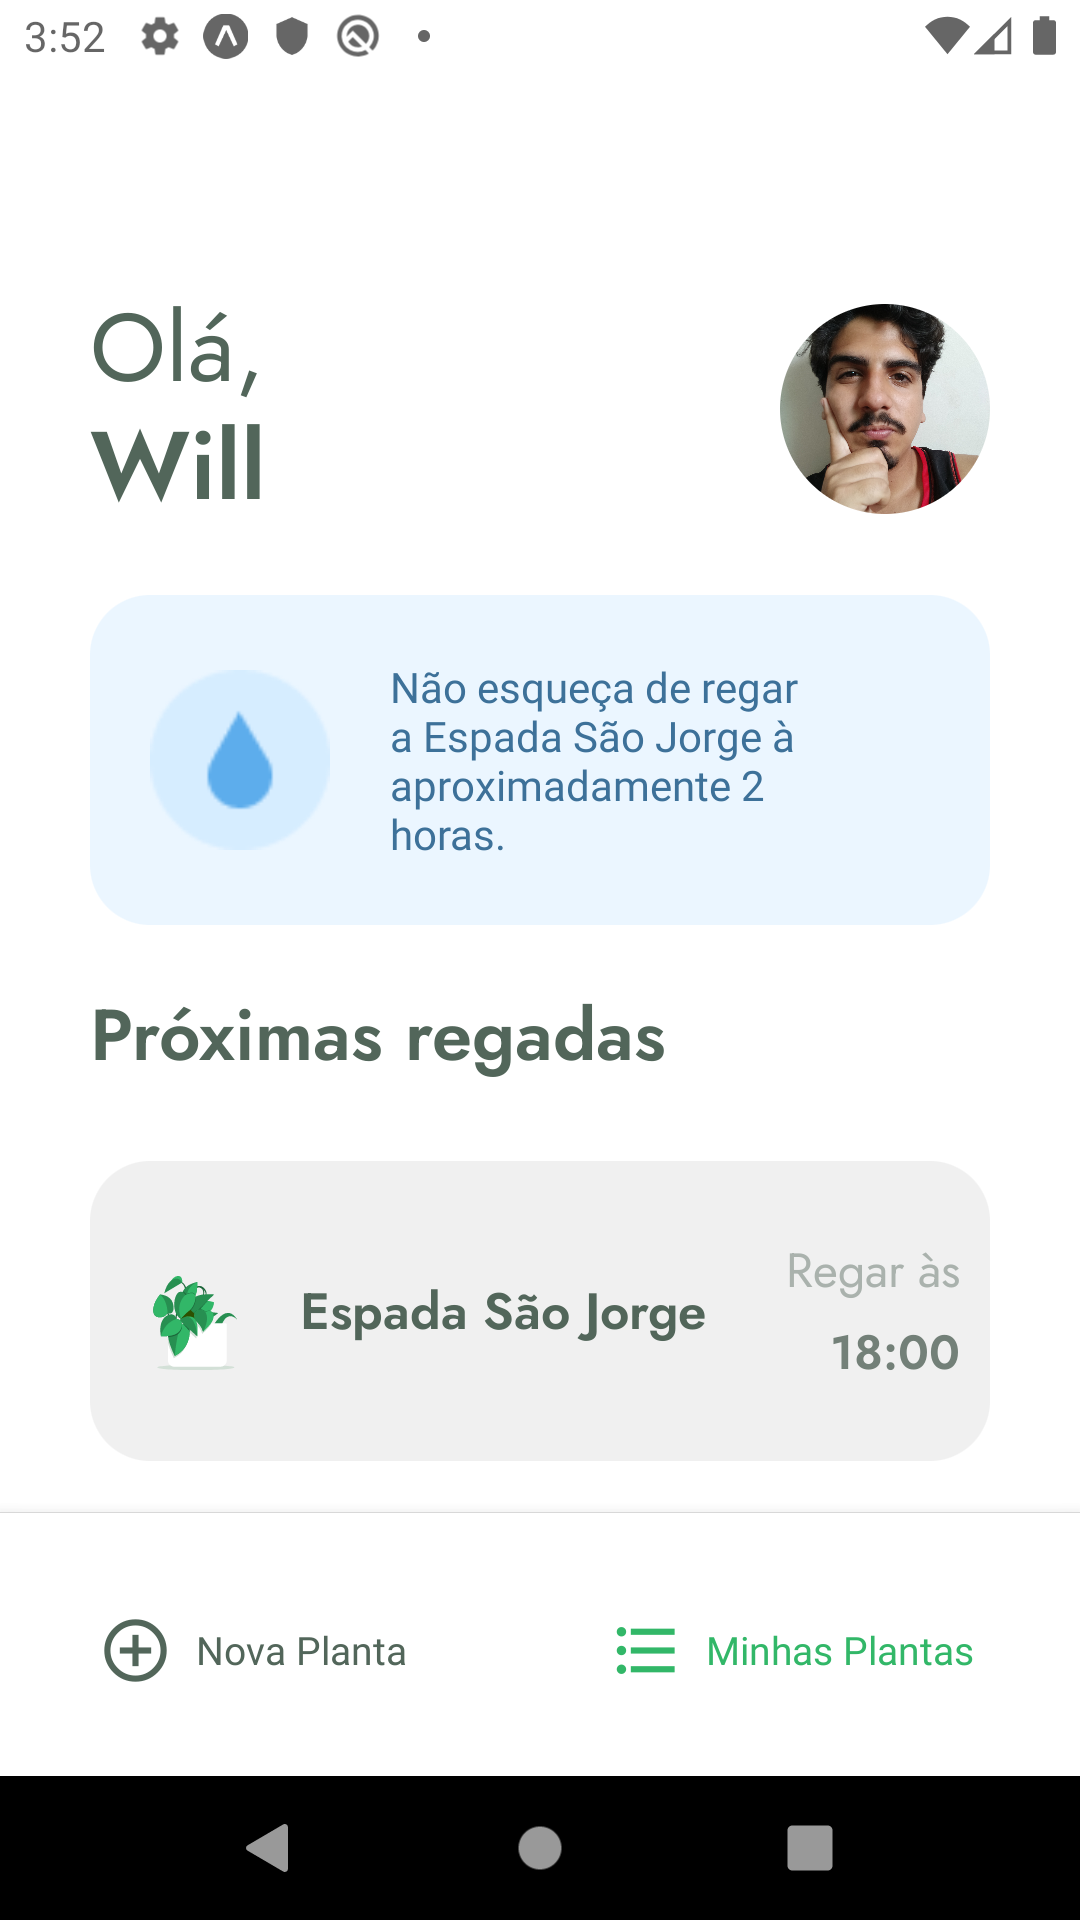 3:52
Olá,
Will
Não esqueça de regar
a Espada São Jorge à
aproximadamente 2
horas.
Próximas regadas
Regar às
Espada São Jorge
18:00
Nova Planta
Minhas Plantas